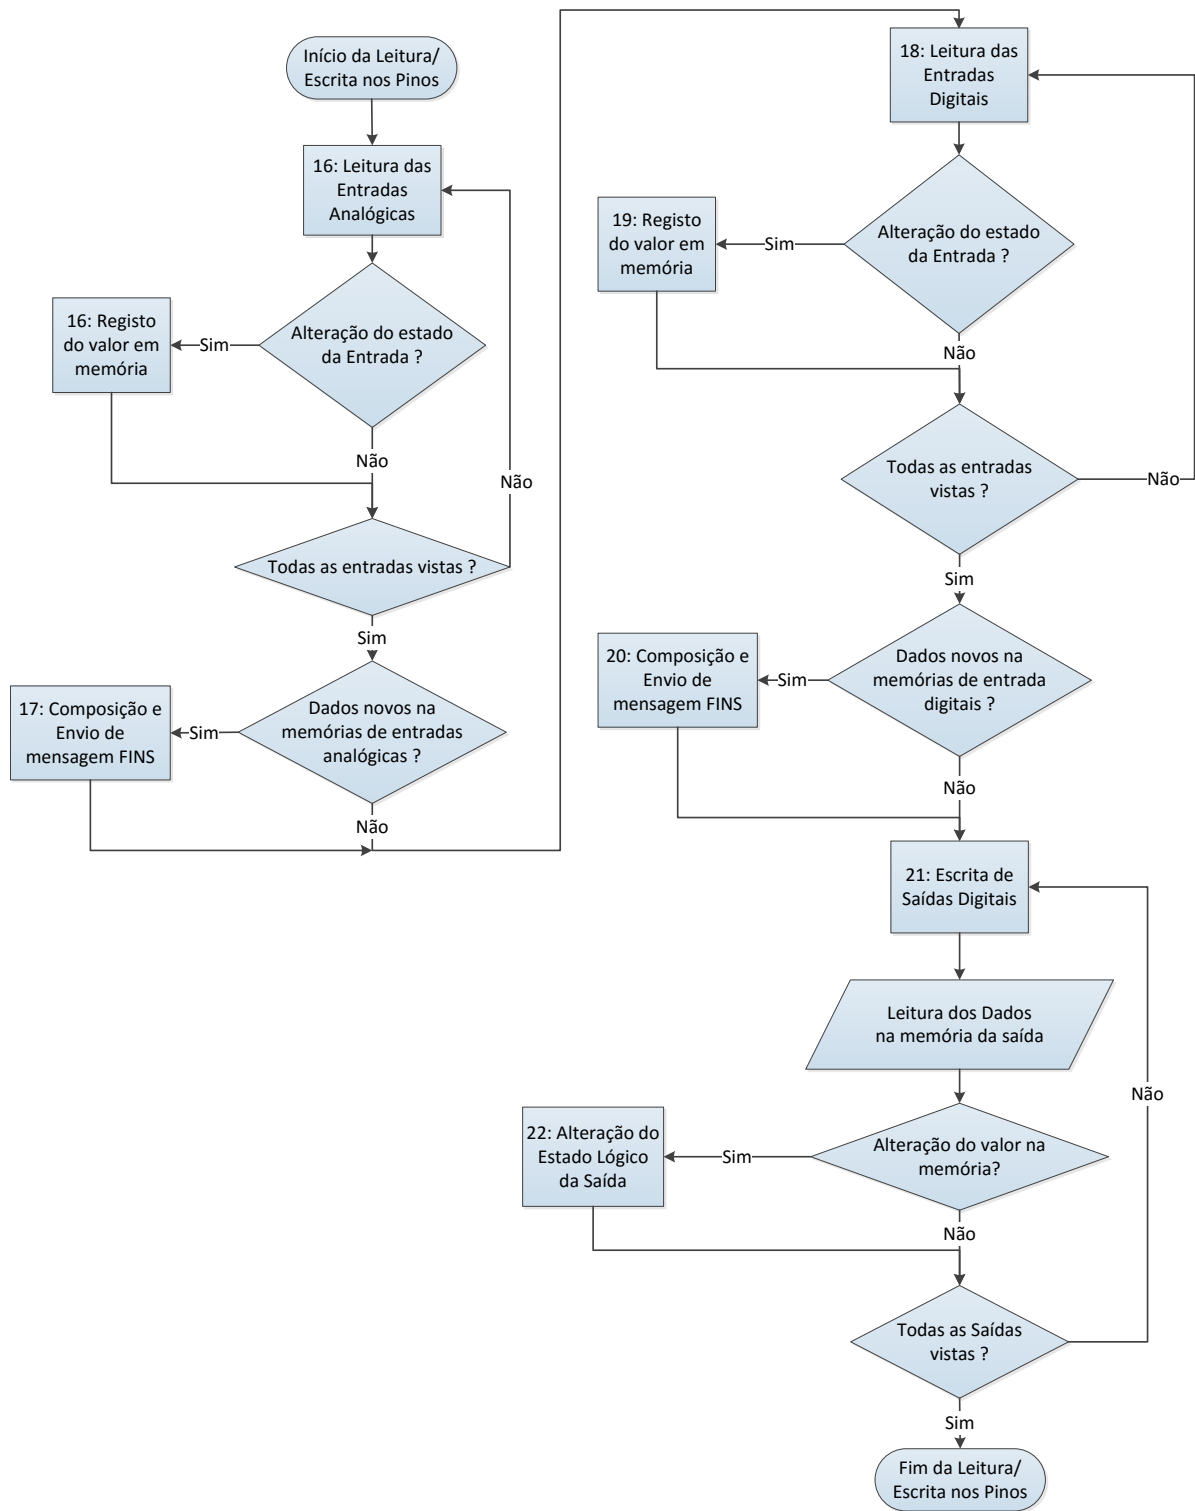 Início da Leitura/
Escrita nos Pinos
16: Leitura das
Entradas
Analógicas
Alteração do estado
da Entrada ?
Sim
16: Registo
do valor em
memória
Não
Não
Todas as entradas vistas ?
Sim
Dados novos na
memórias de entradas
analógicas ?
Sim
17: Composição e
Envio de
mensagem FINS
Não
18: Leitura das
Entradas
Digitais
Alteração do estado
da Entrada ?
Sim
19: Registo
do valor em
memória
Não
Todas as entradas
vistas ?
Não
Sim
Dados novos na
memórias de entrada
digitais ?
Sim
20: Composição e
Envio de
mensagem FINS
Não
21: Escrita de
Saídas Digitais
Leitura dos Dados
na memória da saída
Não
Alteração do valor na
memória?
Sim
22: Alteração do
Estado Lógico
da Saída
Não
Todas as Saídas
vistas ?
Sim
Fim da Leitura/
Escrita nos Pinos